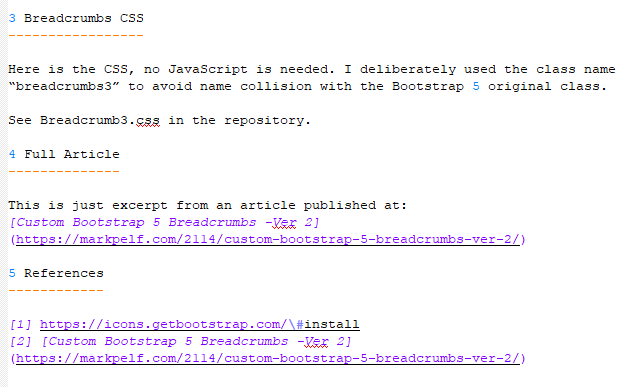 3 Breadcrumbs CSS
-----------------
Here is the CSS, no JavaScript is needed. I deliberately used the class name
“breadcrumbs3” to avoid name collision with the Bootstrap 5 original class.
See Breadcrumb3.css in the repository.
4 Full Article
--------------
This is just excerpt from an article published at:
[Custom Bootstrap 5 Breadcrumbs -Ver 2]
(https://markpelf.com/2114/custom-bootstrap-5-breadcrumbs-ver-2/)
5 References
------------
[1] https://icons.getbootstrap.com/\#install
[2] [Custom Bootstrap 5 Breadcrumbs -Ver 2]
(https://markpelf.com/2114/custom-bootstrap-5-breadcrumbs-ver-2/)